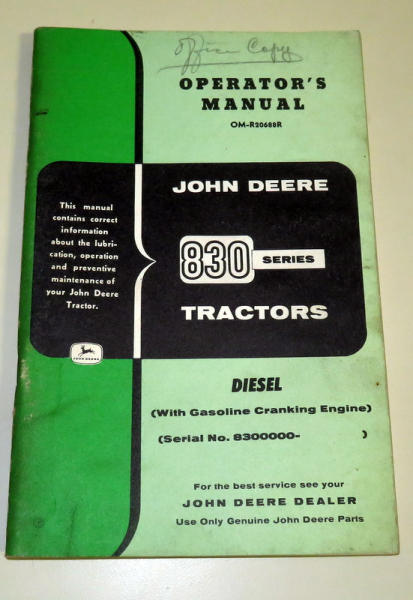 Office Copy
OPERATOR'S
MANUAL
OM-R20688R
This manual
contains correct
information
about the lubri-
cation, operation
and preventive
maintenance of
your John Deere
Tractor.
JOHN DEERE
JOHN DEERE
830 SERIES
TRACTORS
DIESEL
(With Gasoline Cranking Engine)
(Serial No. 8300000- )
For the best service see your
JOHN DEERE DEALER
Use Only Genuine John Deere Parts